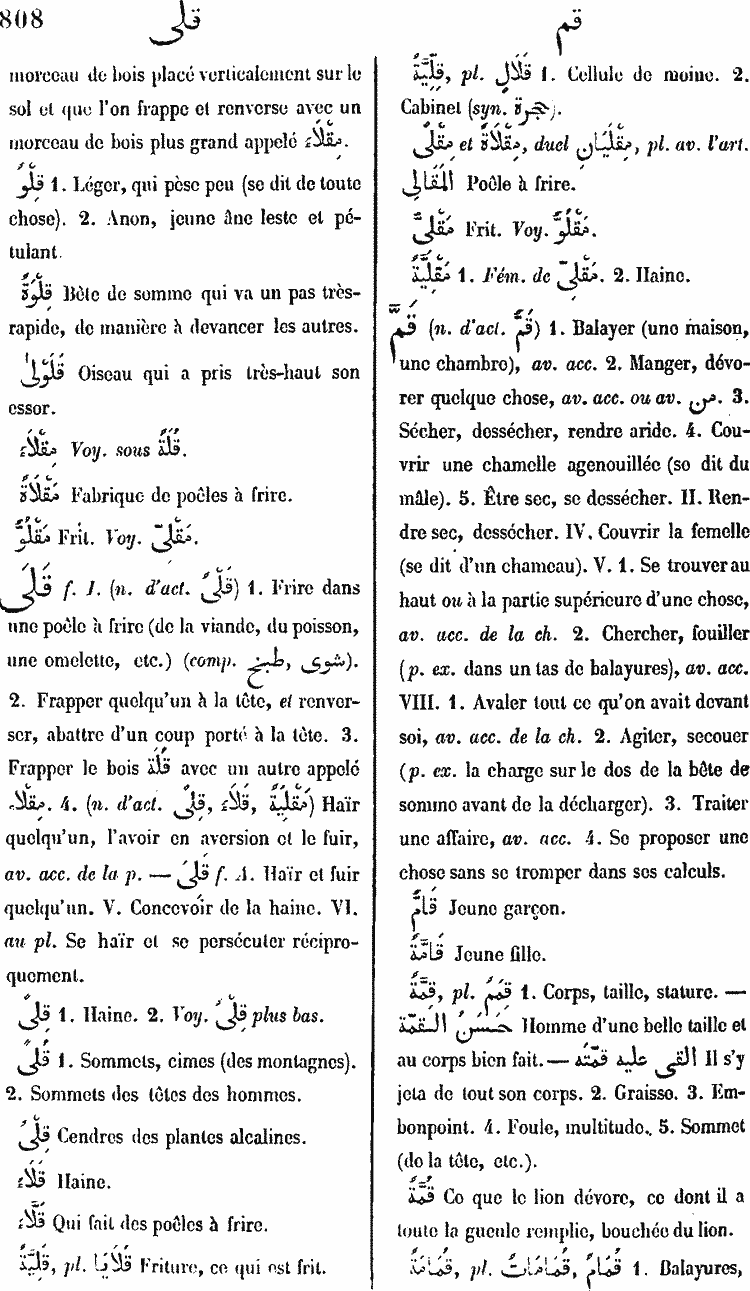 808
قلى
قم
morceau de bois placé verticalement sur le
sol et que l'on frappe et renverse avec un
morceau de bois plus grand appelé مِقْلَاءٌ.
قِلْوٌ 1. Léger, qui pèse peu (se dit de toute
chose). 2. Anon, jeune âne leste et pé-
tulant.
قِلْوَةٌ Bête de somme qui va un pas très-
rapide, de manière à devancer les autres.
قَلَوْلَى Oiseau qui a pris très-haut son
essor.
مِقْلَاءٌ Voy. sous قُلَةٌ.
مَقْلَاةٌ Fabrique de poêles à frire.
مَقْلُوٌّ Frit. Voy. مَقْلِىٌّ.
قَلَى f. I. (n. d'act. قَلْىٌ) 1. Frire dans
une poêle à frire (de la viande, du poisson,
une omelette, etc.) (comp. طبخ, شوى).
2. Frapper quelqu'un à la tête, et renver-
ser, abattre d'un coup porté à la tête. 3.
Frapper le bois قُلَة avec un autre appelé
مِقْلَاء. 4. (n. d'act. قِلًى, قَلَاءٌ, مَقْلِيَةٌ) Haïr
quelqu'un, l'avoir en aversion et le fuir,
av. acc. de la p. — قَلِىَ f. A. Haïr et fuir
quelqu'un. V. Concevoir de la haine. VI.
au pl. Se haïr et se persécuter récipro-
quement.
قِلًى 1. Haine. 2. Voy. قِلْىٌ plus bas.
قُلًى 1. Sommets, cimes (des montagnes).
2. Sommets des têtes des hommes.
قِلْىٌ Cendres des plantes alcalines.
قَلَاءٌ Haine.
قَلَّاءٌ Qui fait des poêles à frire.
قَلِيَّةٌ, pl. قَلَايَا Friture, ce qui est frit.
قِلِّيَّةٌ, pl. قَلَالٍ 1. Cellule de moine. 2.
Cabinet (syn. حجرة).
مِقْلًى et مِقْلَاةٌ, duel مِقْلَيَانِ, pl. av. l'art.
المَقَالِى Poêle à frire.
مَقْلِىٌّ Frit. Voy. مَقْلُوٌّ.
مَقْلِيَّةٌ 1. Fém. de مَقْلِىّ. 2. Haine.
قَمَّ (n. d'act. قَمٌّ) 1. Balayer (une maison,
une chambre), av. acc. 2. Manger, dévo-
rer quelque chose, av. acc. ou av. من. 3.
Sécher, dessécher, rendre aride. 4. Cou-
vrir une chamelle agenouillée (se dit du
mâle). 5. Être sec, se dessécher. II. Ren-
dre sec, dessécher. IV. Couvrir la femelle
(se dit d'un chameau). V. 1. Se trouver au
haut ou à la partie supérieure d'une chose,
av. acc. de la ch. 2. Chercher, fouiller
(p. ex. dans un tas de balayures), av. acc.
VIII. 1. Avaler tout ce qu'on avait devant
soi, av. acc. de la ch. 2. Agiter, secouer
(p. ex. la charge sur le dos de la bête de
somme avant de la décharger). 3. Traiter
une affaire, av. acc. 4. Se proposer une
chose sans se tromper dans ses calculs.
قَامٌّ Jeune garçon.
قَامَّةٌ Jeune fille.
قِمَّةٌ, pl. قِمَمٌ 1. Corps, taille, stature. —
حَسَنُ القمّة Homme d'une belle taille et
au corps bien fait. — القى عليه قمّتَه Il s'y
jeta de tout son corps. 2. Graisse. 3. Em-
bonpoint. 4. Foule, multitude. 5. Sommet
(de la tête, etc.).
قُمَّةٌ Ce que le lion dévore, ce dont il a
toute la gueule remplie, bouchée du lion.
قُمَامَةٌ, pl. قُمَامَاتٌ, قُمَامٌ 1. Balayures,